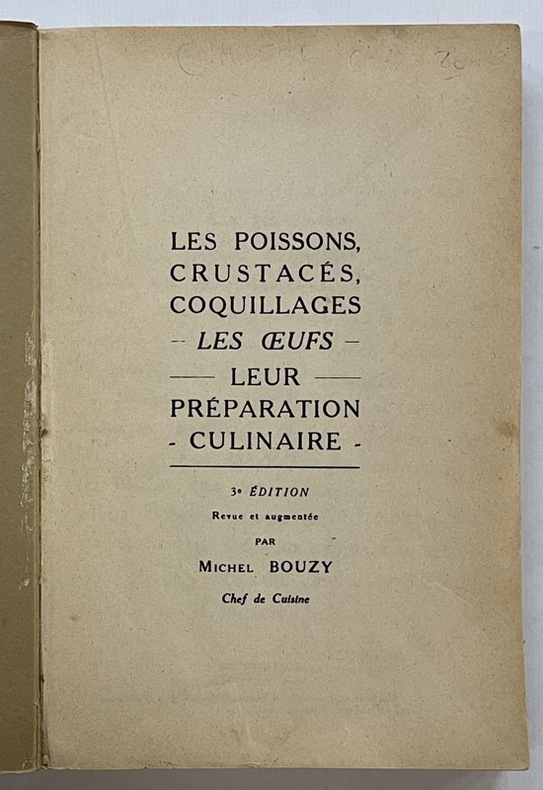 LES POISSONS,
CRUSTACÉS,
COQUILLAGES
-- LES ŒUFS --
—— LEUR ——
PRÉPARATION
- CULINAIRE -
3e ÉDITION
Revue et augmentée
PAR
MICHEL BOUZY
Chef de Cuisine